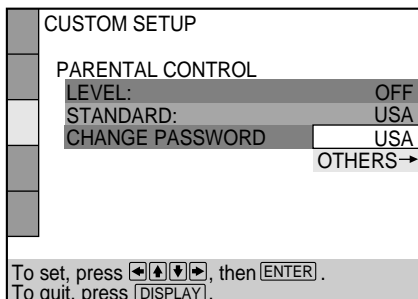 CUSTOM SETUP
PARENTAL CONTROL
LEVEL: OFF
STANDARD: USA
CHANGE PASSWORD USA
OTHERS→
To set, press ←↑↓→, then ENTER.
To quit, press DISPLAY.